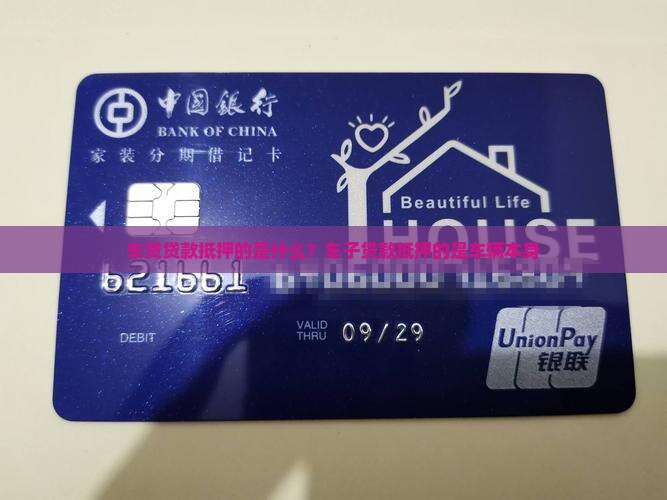 中国银行
BANK OF CHINA
家装分期借记卡
Beautiful Life
HOUSE
车贷贷款抵押的是什么？车子贷款抵押的是车辆本身
621661
DEBIT
VALID
THRU
09/29
UnionPay
银联